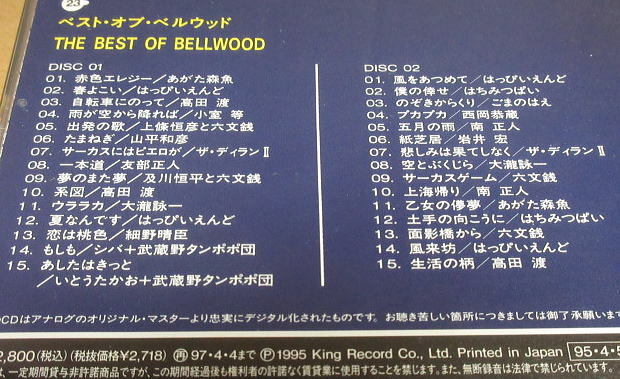 23
ベスト・オブ・ベルウッド
THE BEST OF BELLWOOD
DISC 01
01. 赤色エレジー/あがた森魚
02. 春よこい/はっぴいえんど
03. 自転車にのって/高田 渡
04. 雨が空から降れば/小室 等
05. 出発の歌/上條恒彦と六文銭
06. たまねぎ/山平和彦
07. サーカスにはピエロが/ザ・ディランⅡ
08. 一本道/友部正人
09. 夢のまた夢/及川恒平と六文銭
10. 系図/高田 渡
11. ウララカ/大瀧詠一
12. 夏なんです/はっぴいえんど
13. 恋は桃色/細野晴臣
14. もしも/シバ+武蔵野タンポポ団
15. あしたはきっと
/いとうたかお+武蔵野タンポポ団
DISC 02
01. 風をあつめて/はっぴいえんど
02. 僕の倖せ/はちみつぱい
03. のぞきからくり/ごまのはえ
04. プカプカ/西岡恭蔵
05. 五月の雨/南 正人
06. 紙芝居/岩井 宏
07. 悲しみは果てしなく/ザ・ディランⅡ
08. 空とぶくじら/大瀧詠一
09. サーカスゲーム/六文銭
10. 上海帰り/南 正人
11. 乙女の儚夢/あがた森魚
12. 土手の向こうに/はちみつぱい
13. 面影橋から/六文銭
14. 風来坊/はっぴいえんど
15. 生活の柄/高田 渡
CDはアナログのオリジナル・マスターより忠実にデジタル化されたものです。お聴き苦しい箇所につきましては御了承願います
2,800(税込)(税抜価格¥2,718) 再 97・4・4まで Ⓟ 1995 King Record Co., Ltd. Printed in Japan 95・4・5
は、一定期間貸与非許諾商品ですが、この期間経過後も権利者の許諾なく賃貸業に使用することを禁じます。また、無断録音は法律で禁じられています。